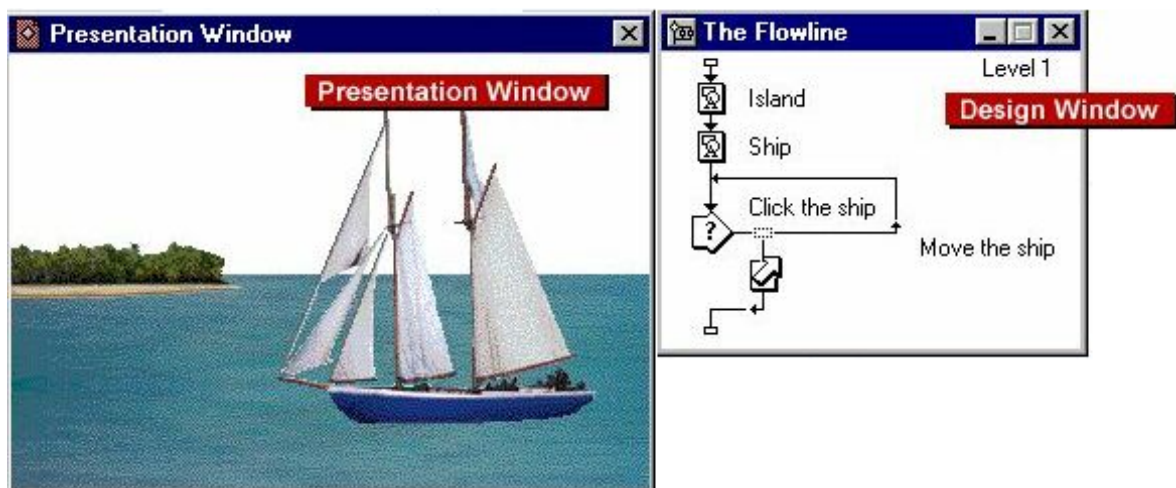 Presentation Window
Presentation Window
The Flowline
Level 1
Design Window
Island
Ship
Click the ship
?
Move the ship